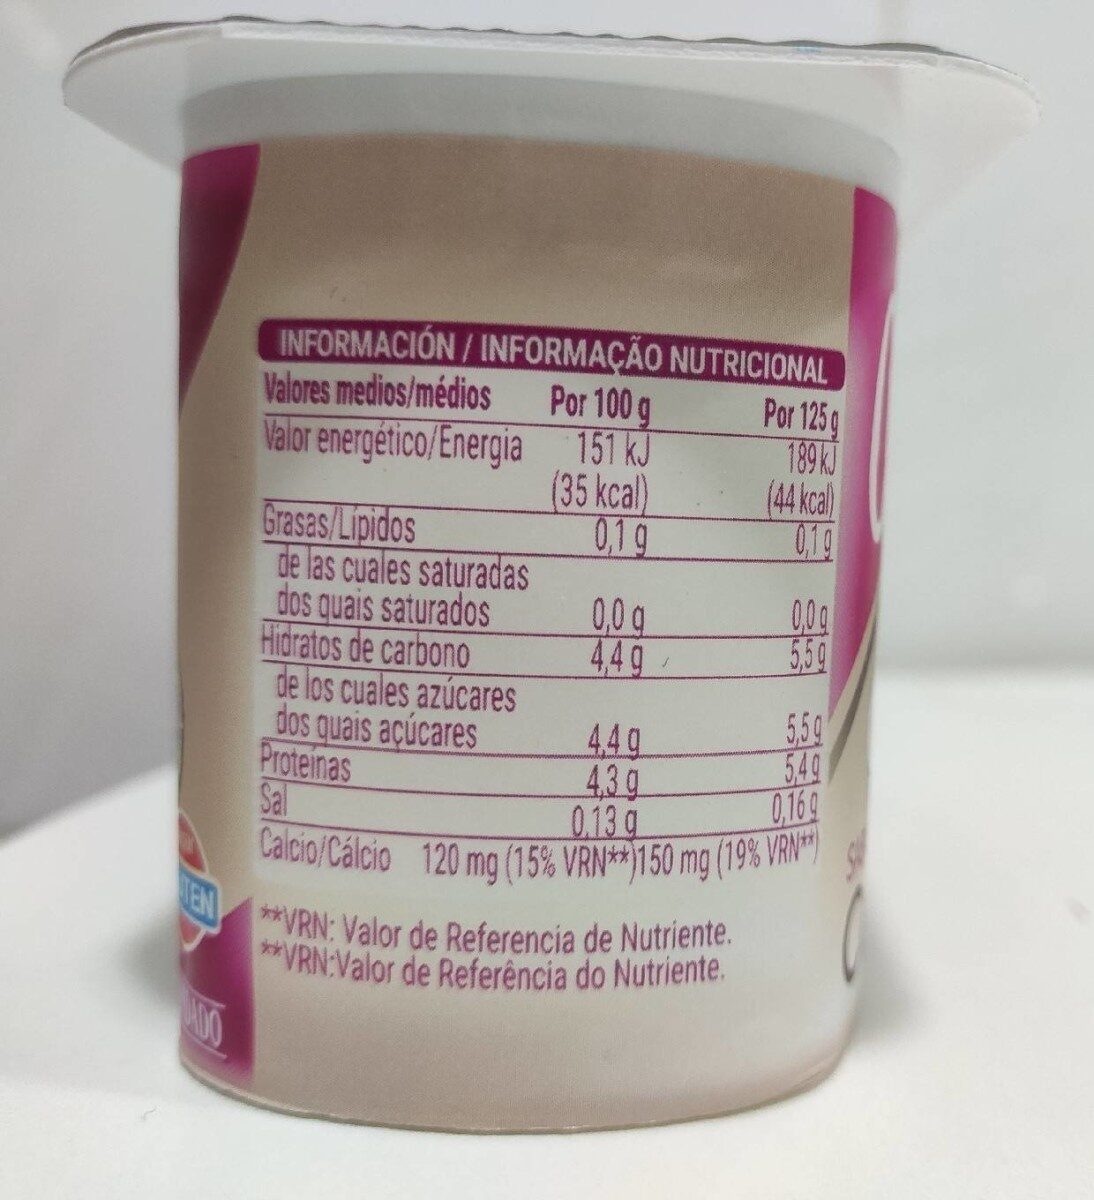 INFORMACIÓN / INFORMAÇÃO NUTRICIONAL
Valores medios/médios Por 100 g Por 125 g
Valor energético/Energia 151 kJ 189 kJ
(35 kcal) (44 kcal)
Grasas/Lípidos 0,1 g 0,1 g
de las cuales saturadas
dos quais saturados 0,0 g 0,0 g
Hidratos de carbono 4,4 g 5,5 g
de los cuales azúcares
dos quais açúcares 4,4 g 5,5 g
Proteínas 4,3 g 5,4 g
Sal 0,13 g 0,16 g
Calcio/Cálcio 120 mg (15% VRN**) 150 mg (19% VRN**)
**VRN: Valor de Referencia de Nutriente.
**VRN:Valor de Referência do Nutriente.